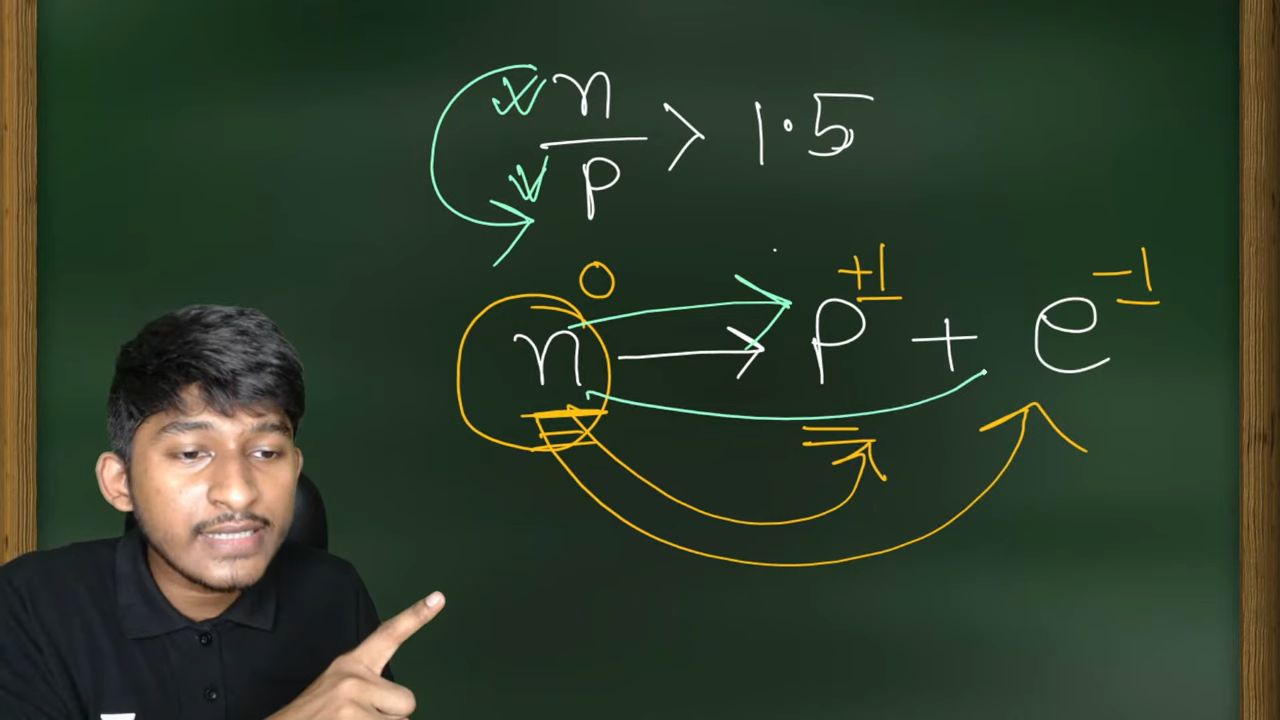 n/p > 1.5
n⁰ → p⁺¹ + e⁻¹